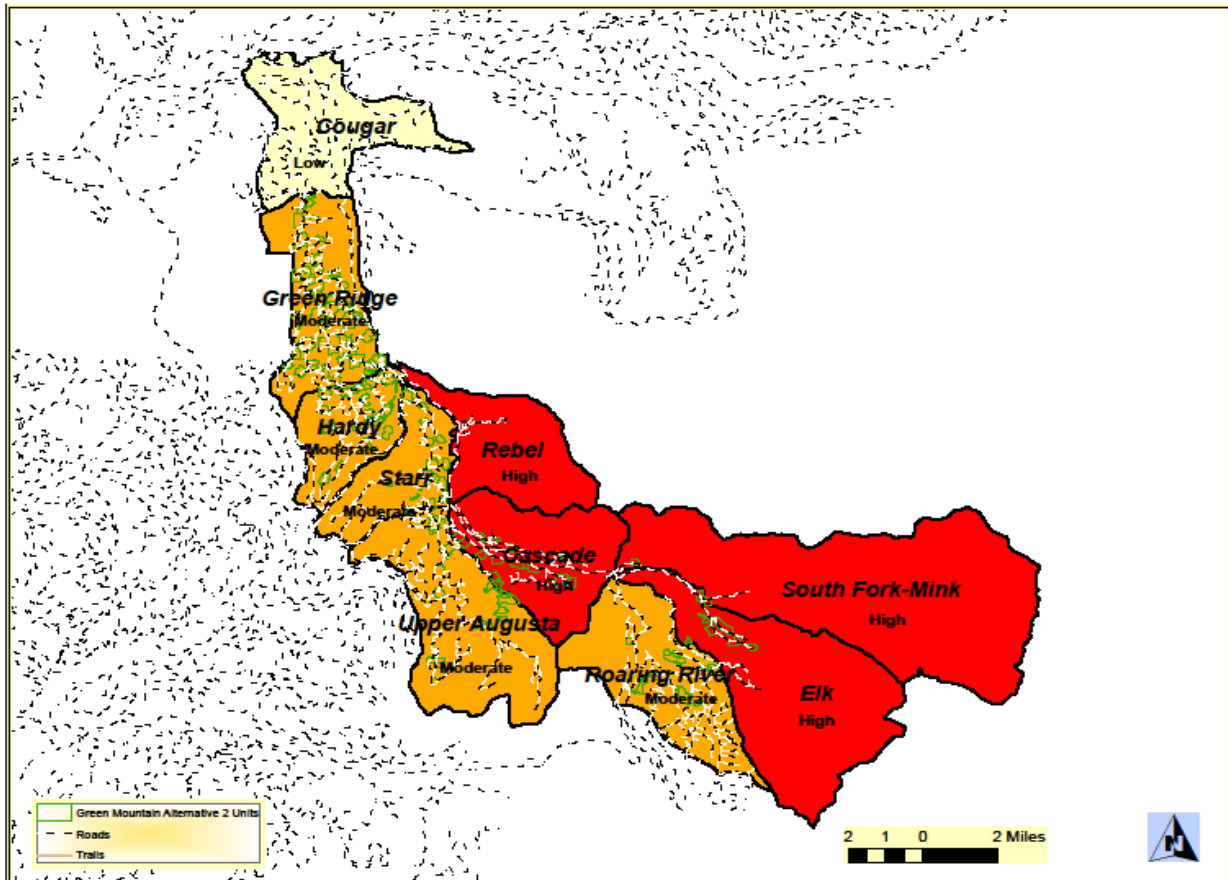 Cougar
Low
Green Ridge
Moderate
Hardy
Moderate
Starr
Moderate
Rebel
High
Cascade
High
South Fork-Mink
High
Upper Augusta
Moderate
Roaring River
Moderate
Elk
High
Green Mountain Alternative 2 Units
Roads
Trails
2 1 0 2 Miles
N